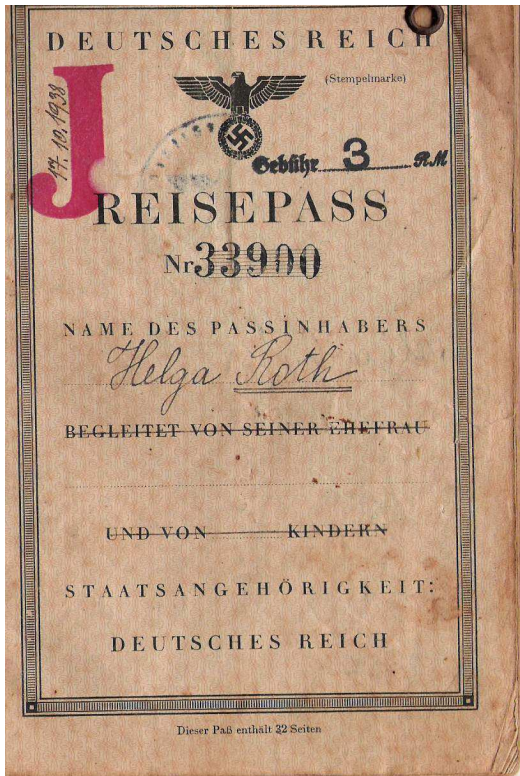 DEUTSCHES REICH
(Stempelmarke)
J
17.10.1938
Gebühr 3 RM
REISEPASS
Nr 33900
NAME DES PASSINHABERS
Helga Roth
BEGLEITET VON SEINER EHEFRAU
UND VON KINDERN
STAATSANGEHÖRIGKEIT:
DEUTSCHES REICH
Dieser Paß enthält 32 Seiten